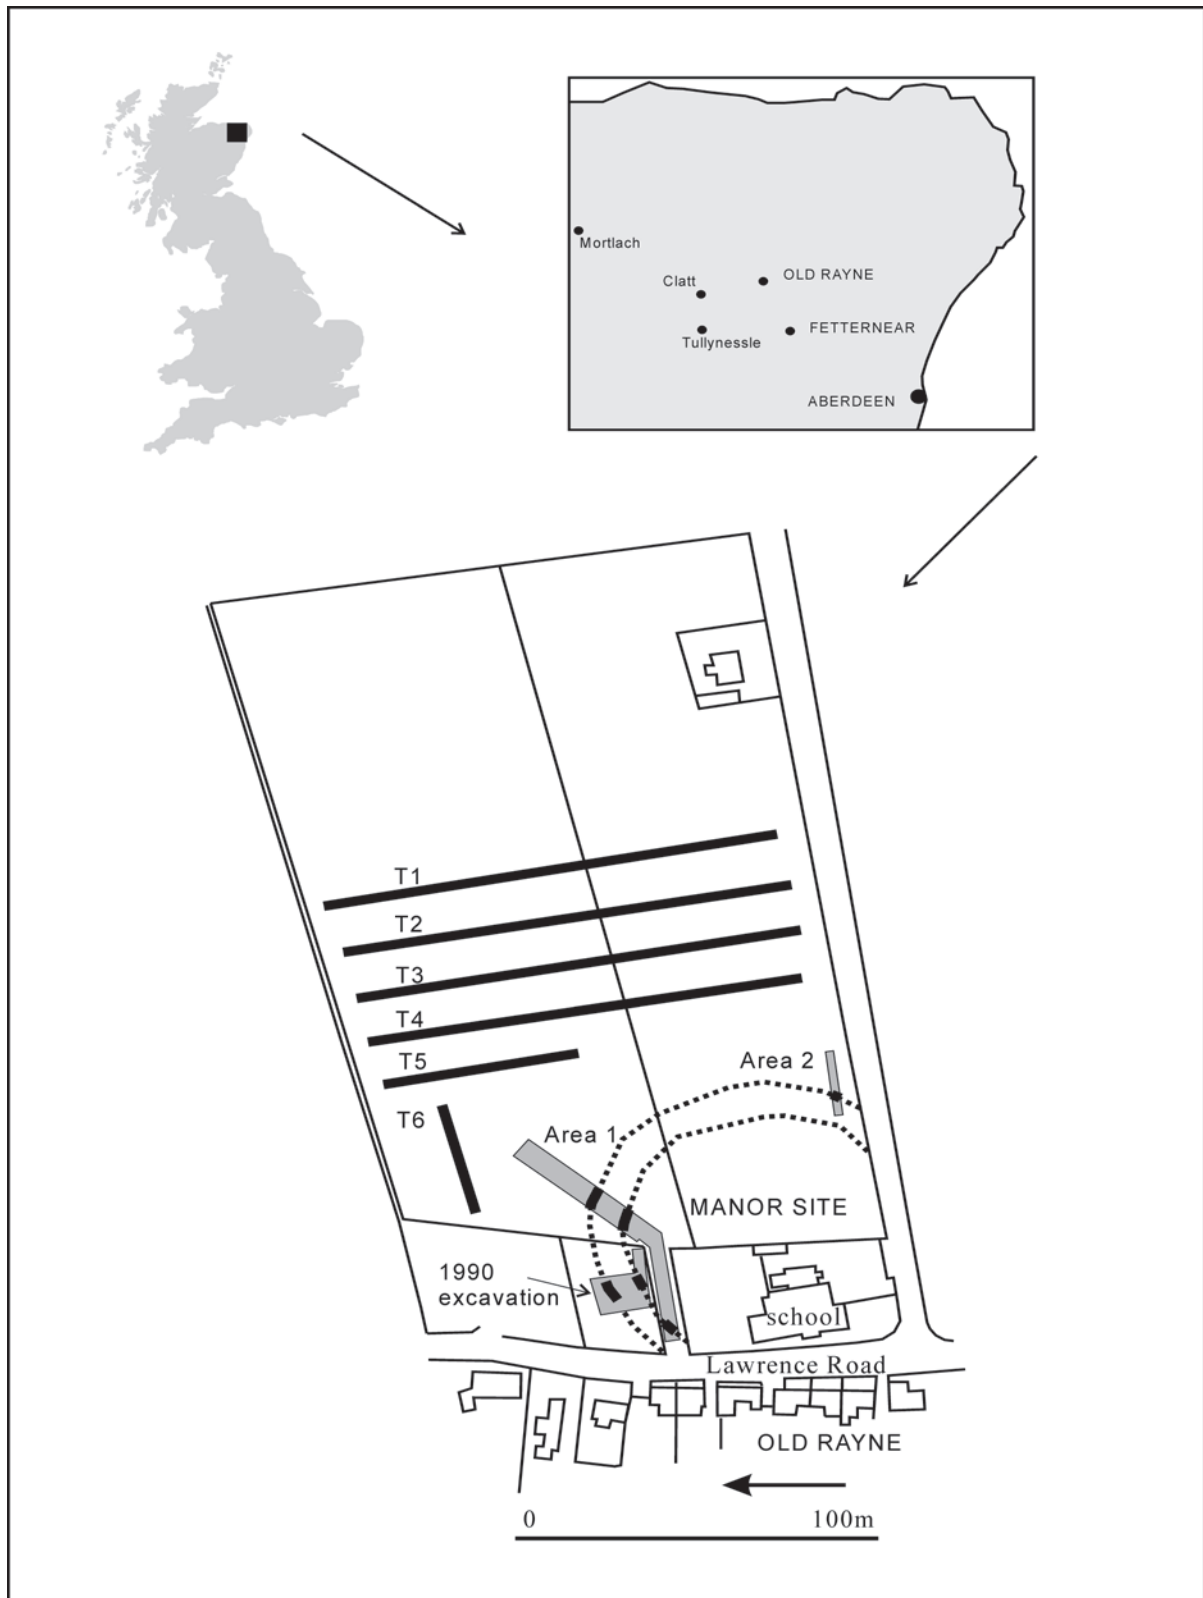 Mortlach
Clatt
OLD RAYNE
Tullynessle
FETTERNEAR
ABERDEEN
T1
T2
T3
T4
T5
T6
Area 2
Area 1
MANOR SITE
1990
excavation
school
Lawrence Road
OLD RAYNE
0 100m